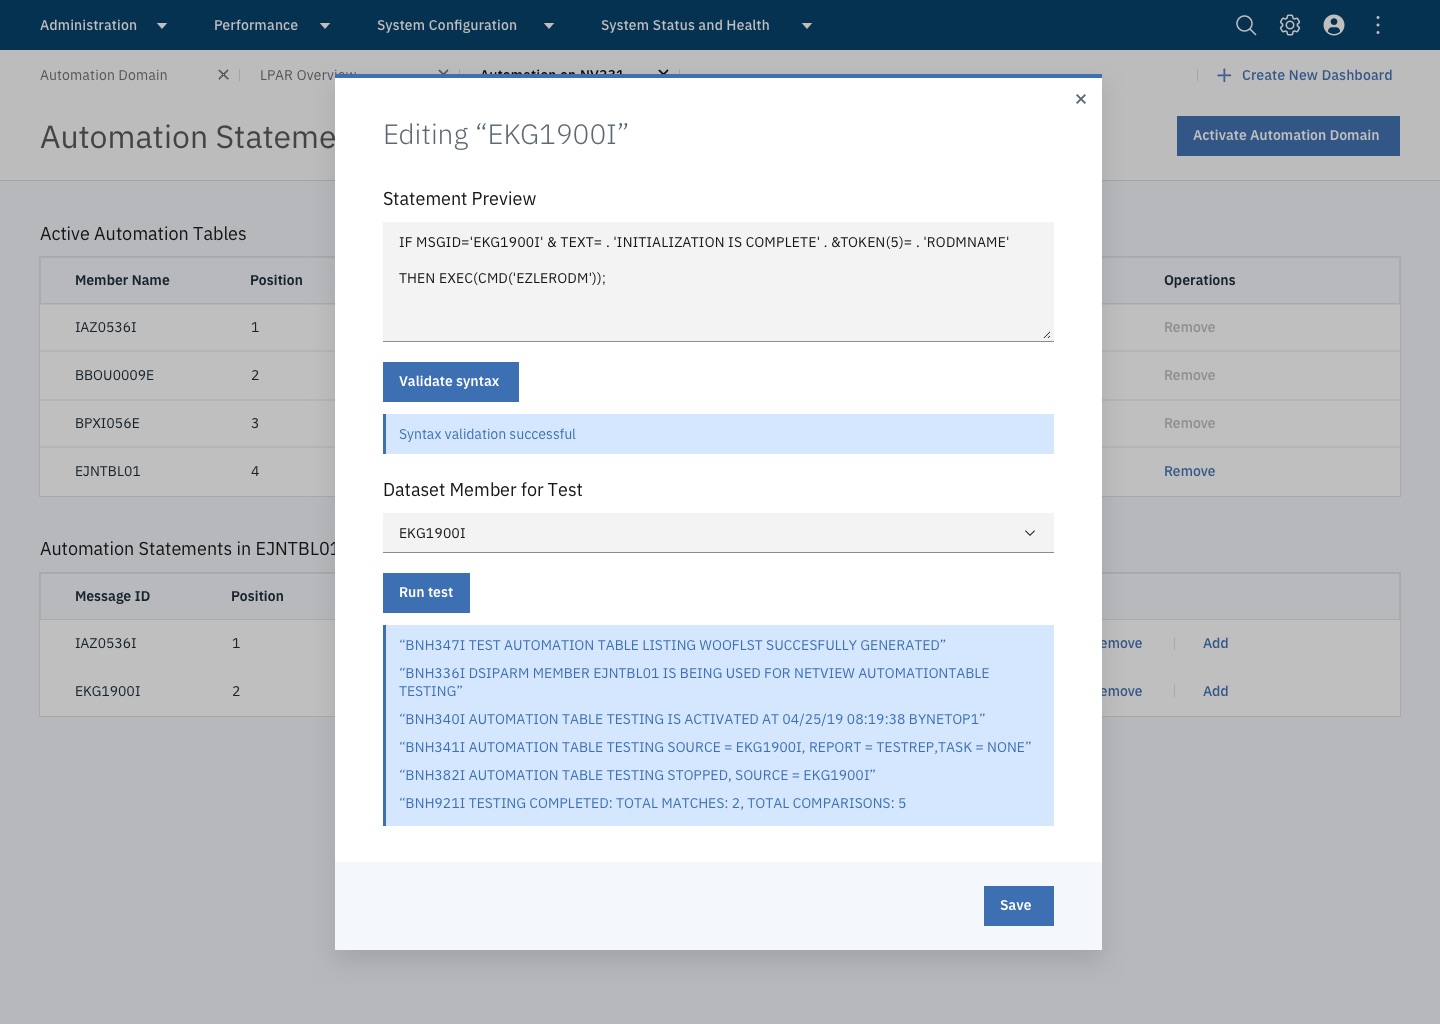 Administration Performance System Configuration System Status and Health
Automation Domain LPAR Overview Automation on NV231 Create New Dashboard
Automation Stateme Activate Automation Domain
Editing “EKG1900I”
Statement Preview
IF MSGID='EKG1900I' & TEXT= . 'INITIALIZATION IS COMPLETE' . &TOKEN(5)= . 'RODMNAME'
THEN EXEC(CMD('EZLERODM'));
Validate syntax
Syntax validation successful
Dataset Member for Test
EKG1900I
Run test
“BNH347I TEST AUTOMATION TABLE LISTING WOOFLST SUCCESFULLY GENERATED”
“BNH336I DSIPARM MEMBER EJNTBL01 IS BEING USED FOR NETVIEW AUTOMATIONTABLE
TESTING”
“BNH340I AUTOMATION TABLE TESTING IS ACTIVATED AT 04/25/19 08:19:38 BYNETOP1”
“BNH341I AUTOMATION TABLE TESTING SOURCE = EKG1900I, REPORT = TESTREP,TASK = NONE”
“BNH382I AUTOMATION TABLE TESTING STOPPED, SOURCE = EKG1900I”
“BNH921I TESTING COMPLETED: TOTAL MATCHES: 2, TOTAL COMPARISONS: 5
Save
Active Automation Tables
Member Name Position Operations
IAZ0536I 1 Remove
BBOU0009E 2 Remove
BPXI056E 3 Remove
EJNTBL01 4 Remove
Automation Statements in EJNTBL01
Message ID Position
IAZ0536I 1 emove Add
EKG1900I 2 emove Add